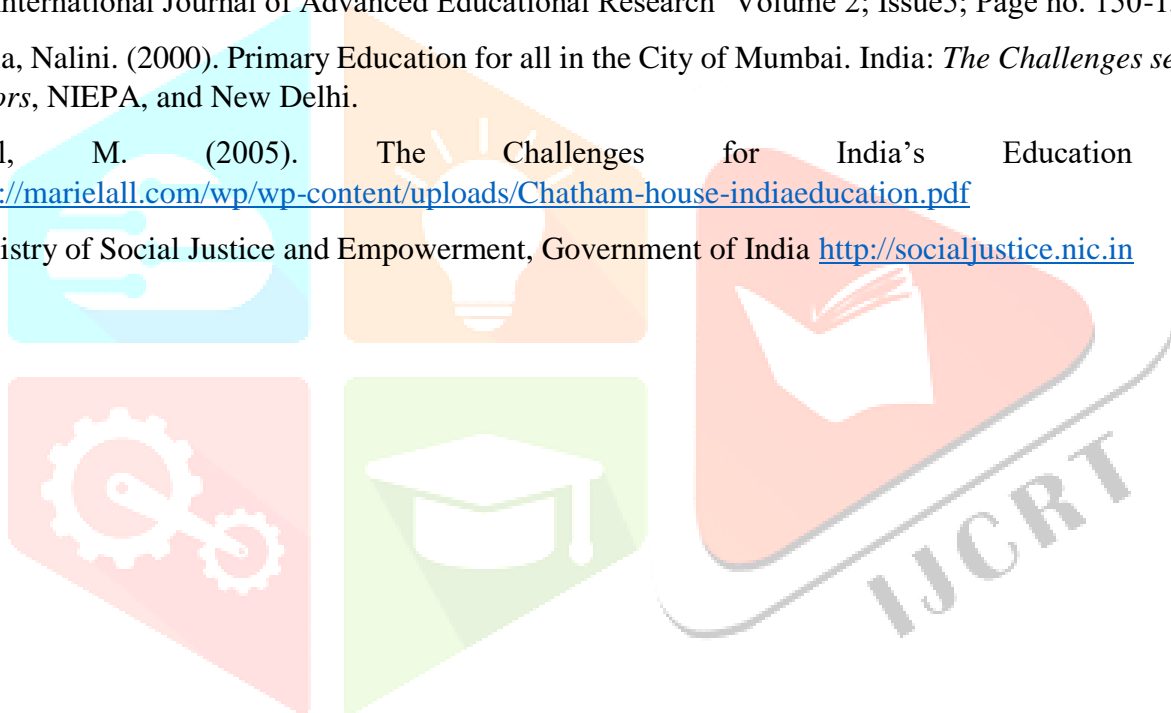 nternational Journal of Advanced Educational Research" Volume 2; Issue5; Page no. 150-1
a, Nalini. (2000). Primary Education for all in the City of Mumbai. India: The Challenges se
ors, NIEPA, and New Delhi.
l, M. (2005). The Challenges for India's Education
://marielall.com/wp/wp-content/uploads/Chatham-house-indiaeducation.pdf
istry of Social Justice and Empowerment, Government of India http://socialjustice.nic.in
IJCRT